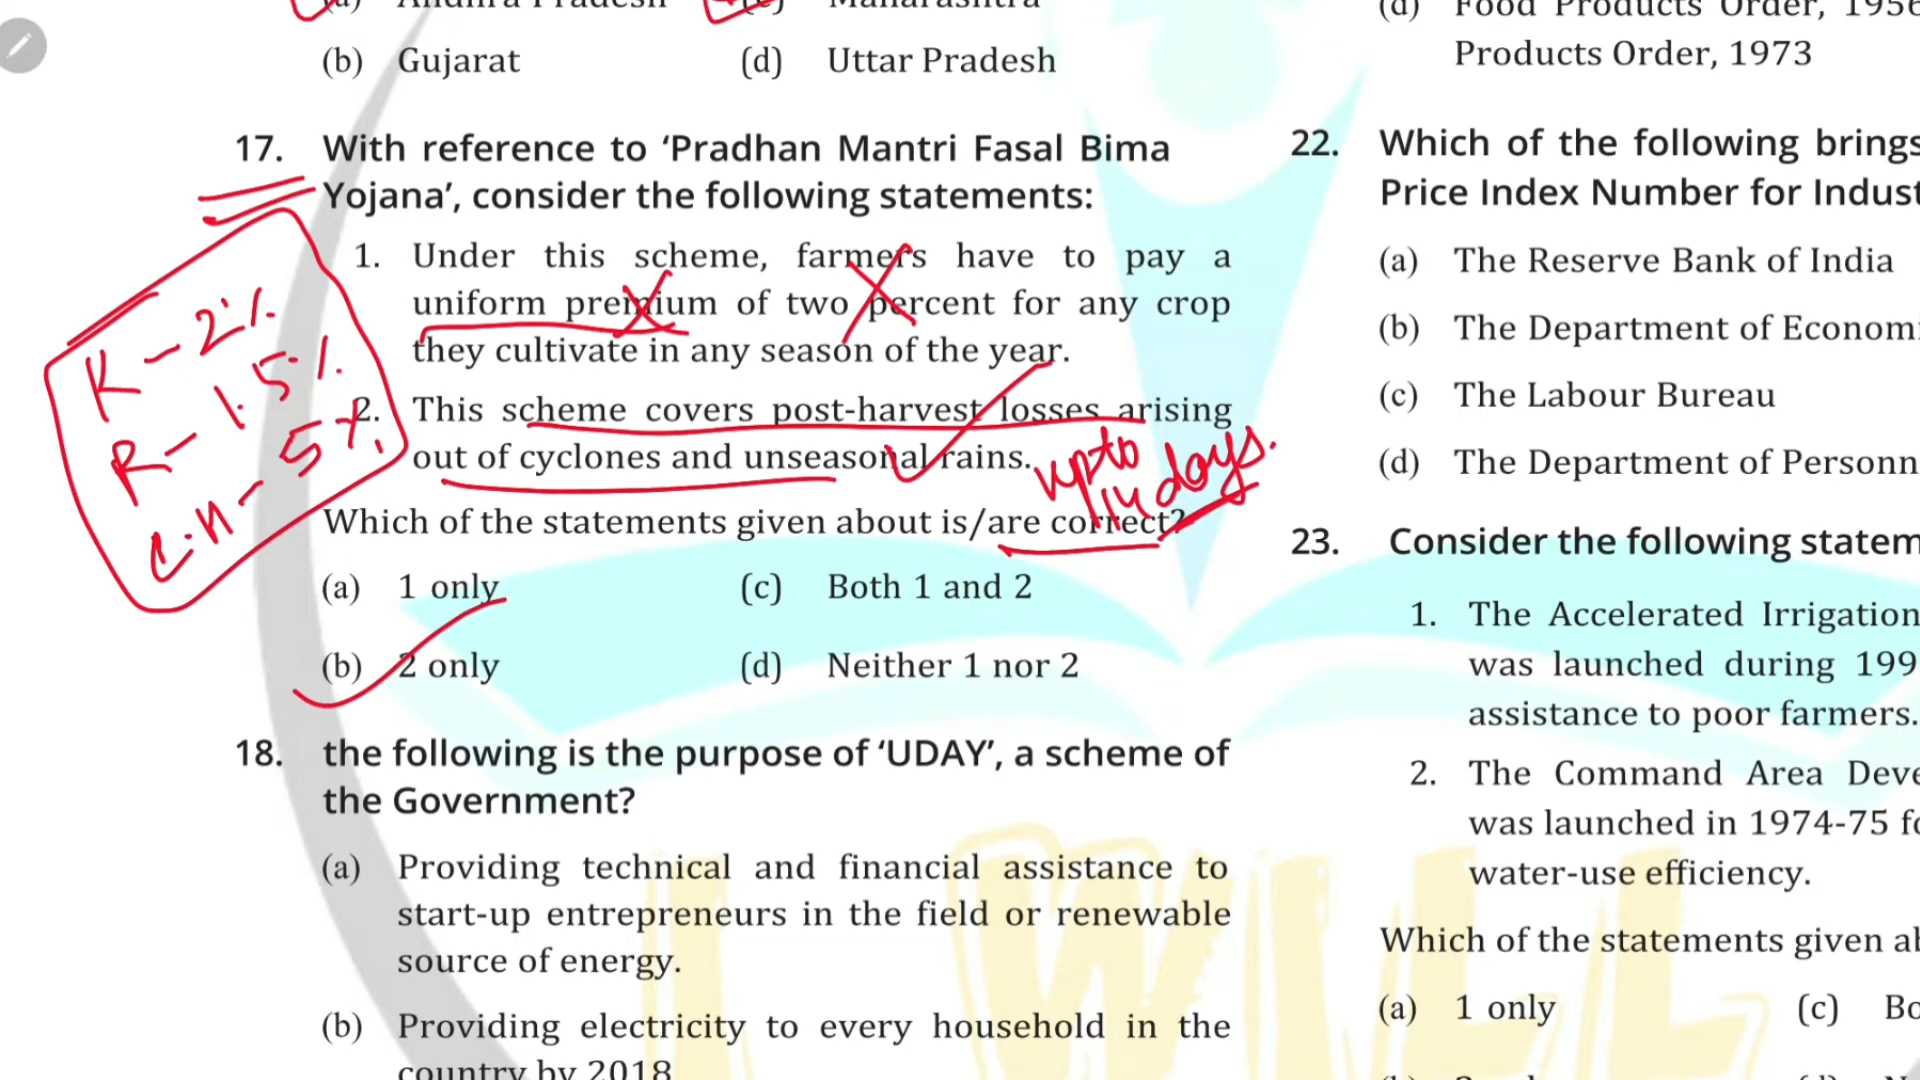 (b) Gujarat (d) Uttar Pradesh
17. With reference to ‘Pradhan Mantri Fasal Bima
Yojana’, consider the following statements:
1. Under this scheme, farmers have to pay a
uniform premium of two percent for any crop
they cultivate in any season of the year.
2. This scheme covers post-harvest losses arising
out of cyclones and unseasonal rains.
upto
14 days.
K – 2%
R – 1.5%
5%
Which of the statements given about is/are correct?
(a) 1 only (c) Both 1 and 2
(b) 2 only (d) Neither 1 nor 2
18. the following is the purpose of ‘UDAY’, a scheme of
the Government?
(a) Providing technical and financial assistance to
start-up entrepreneurs in the field or renewable
source of energy.
(b) Providing electricity to every household in the
country by 2018
(d) Food Products Order, 1956
Products Order, 1973
22. Which of the following brings
Price Index Number for Indust
(a) The Reserve Bank of India
(b) The Department of Econom
(c) The Labour Bureau
(d) The Department of Personn
23. Consider the following statem
1. The Accelerated Irrigation
was launched during 199
assistance to poor farmers.
2. The Command Area Deve
was launched in 1974-75 fo
water-use efficiency.
Which of the statements given ab
(a) 1 only (c) Bo
I WILL